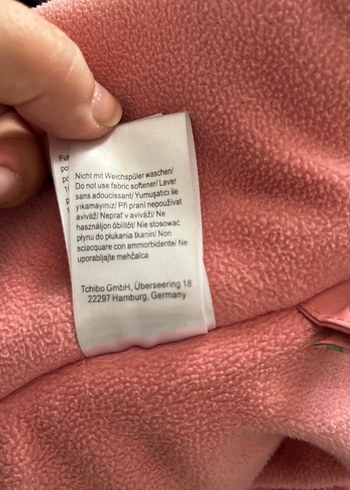 Nicht mit Weichspüler waschen/
Do not use fabric softener/ Laver
sans adoucissant/ Yumuşatıcı ile
yıkamayınız/ Při praní nepoužívat
aviváž/ Neprať v aviváži/ Ne
használjon öblítőt/ Nie stosować
płynu do płukania tkanin/ Non
sciacquare con ammorbidente/ Ne
uporabljajte mehčalca
Tchibo GmbH, Überseering 18
22297 Hamburg, Germany